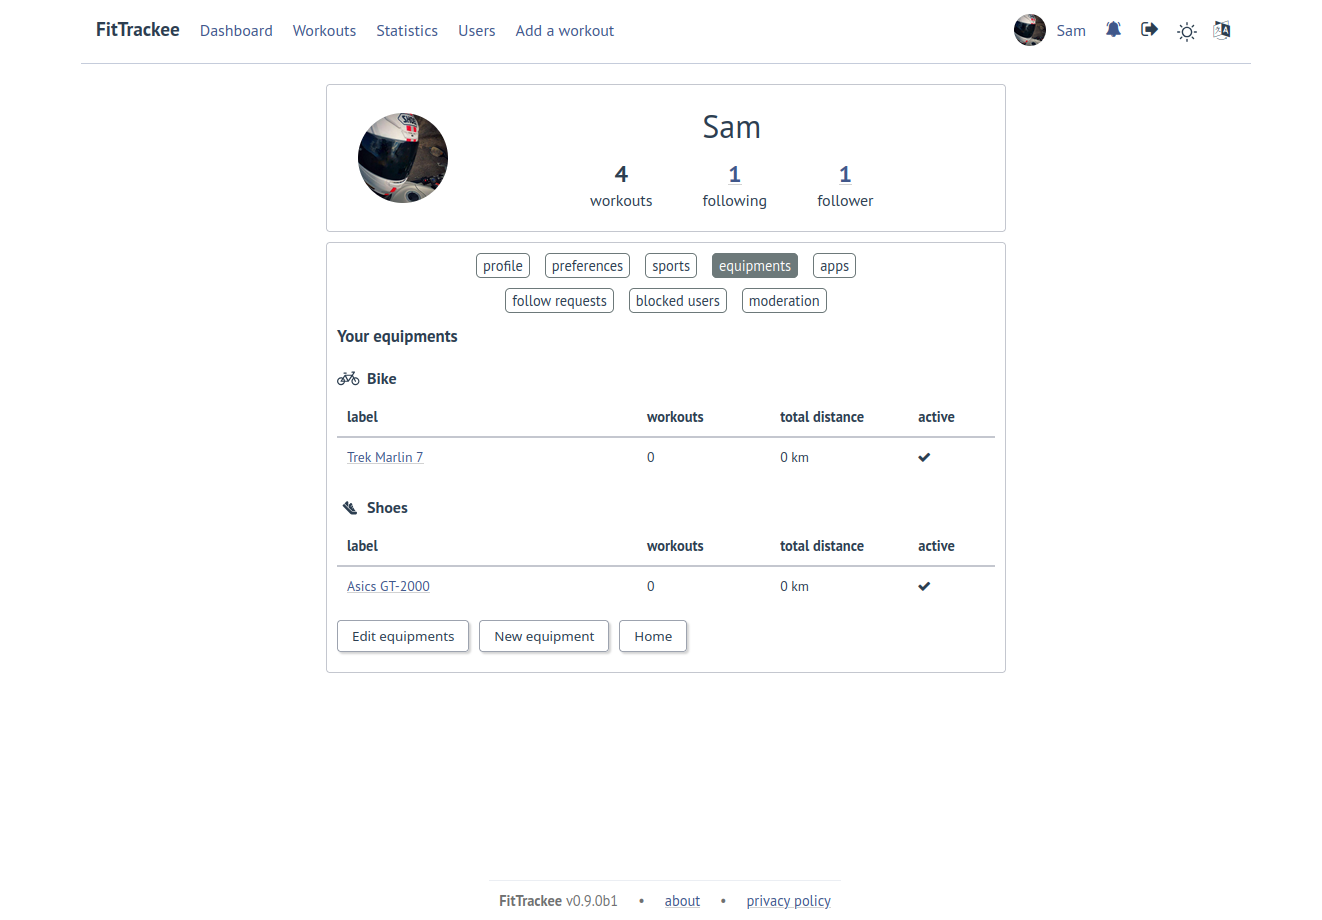 FitTrackee Dashboard Workouts Statistics Users Add a workout Sam
Sam
4 1 1
workouts following follower
profile preferences sports equipments apps
follow requests blocked users moderation
Your equipments
Bike
label workouts total distance active
Trek Marlin 7 0 0 km
Shoes
label workouts total distance active
Asics GT-2000 0 0 km
Edit equipments New equipment Home
FitTrackee v0.9.0b1 • about • privacy policy